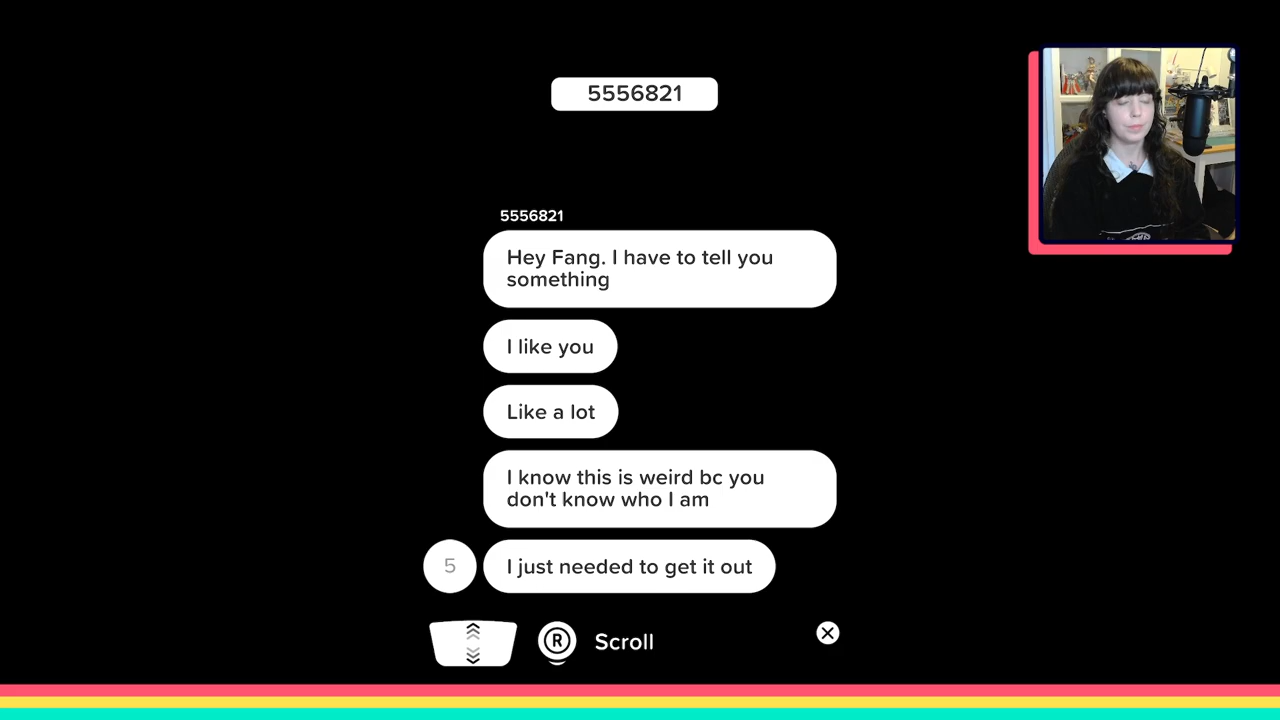 5556821
5556821
Hey Fang. I have to tell you
something
I like you
Like a lot
I know this is weird bc you
don't know who I am
5
I just needed to get it out
R
Scroll